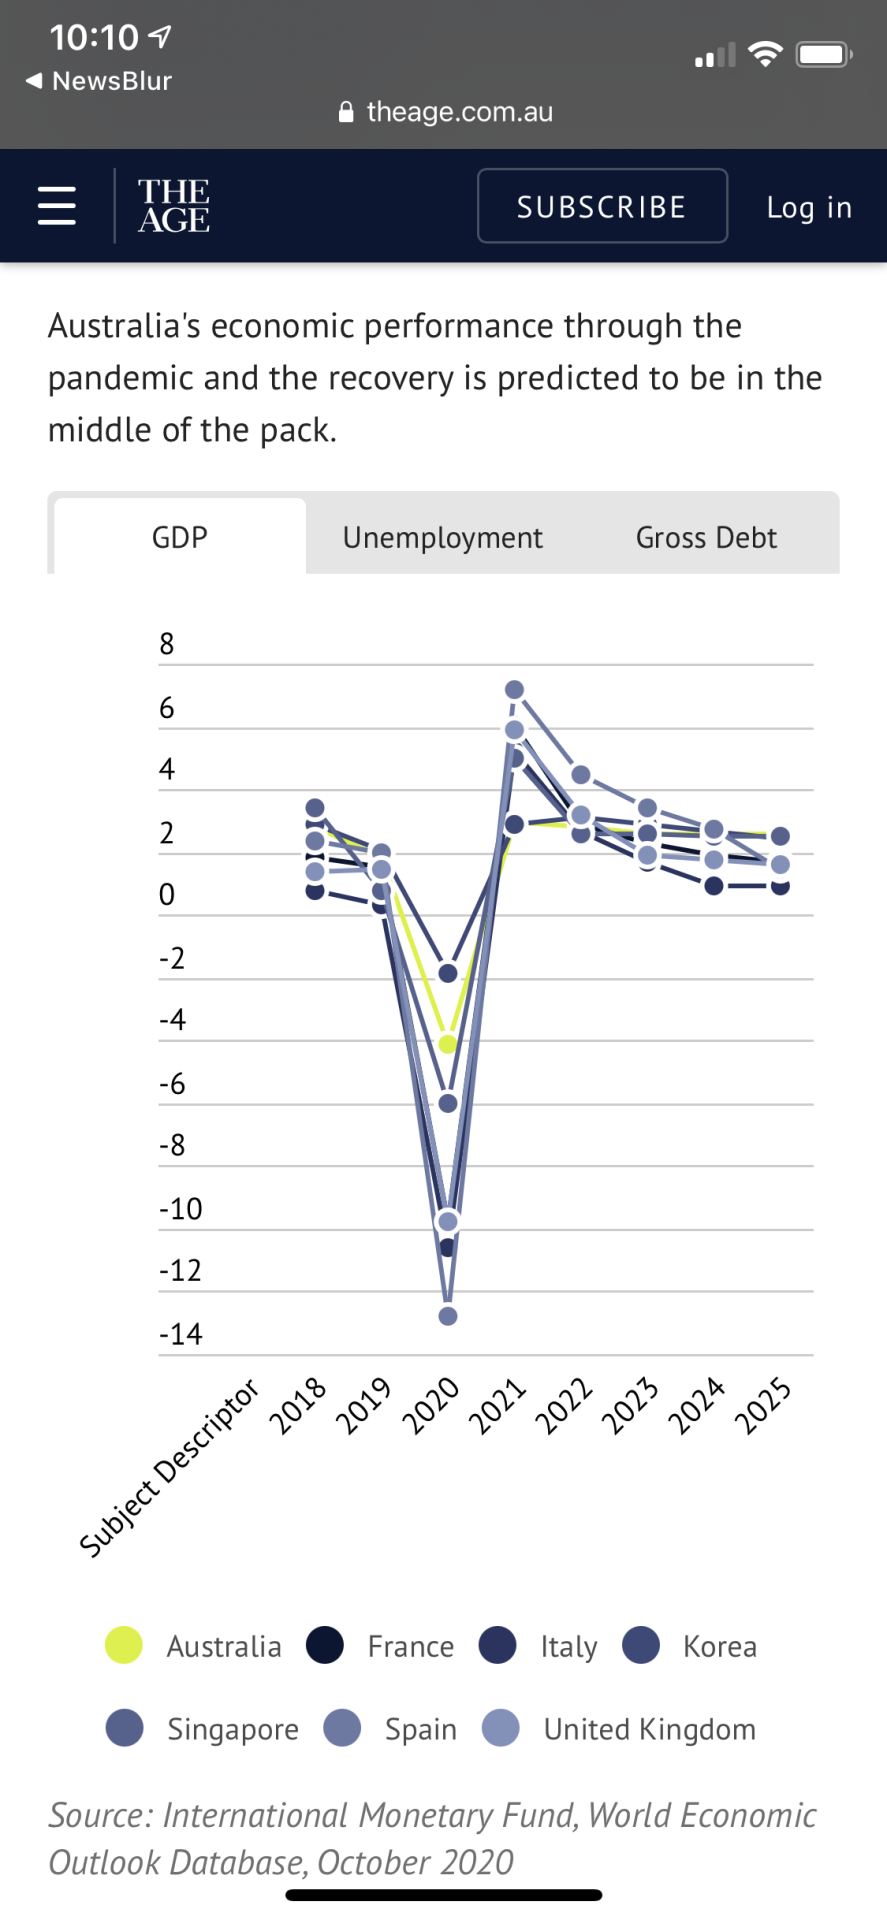 10:10
NewsBlur
theage.com.au
THE
AGE
SUBSCRIBE
Log in
Australia's economic performance through the
pandemic and the recovery is predicted to be in the
middle of the pack.
GDP
Unemployment
Gross Debt
8
6
4
2
0
-2
-4
-6
-8
-10
-12
-14
Subject Descriptor
2018
2019
2020
2021
2022
2023
2024
2025
Australia
France
Italy
Korea
Singapore
Spain
United Kingdom
Source: International Monetary Fund, World Economic
Outlook Database, October 2020